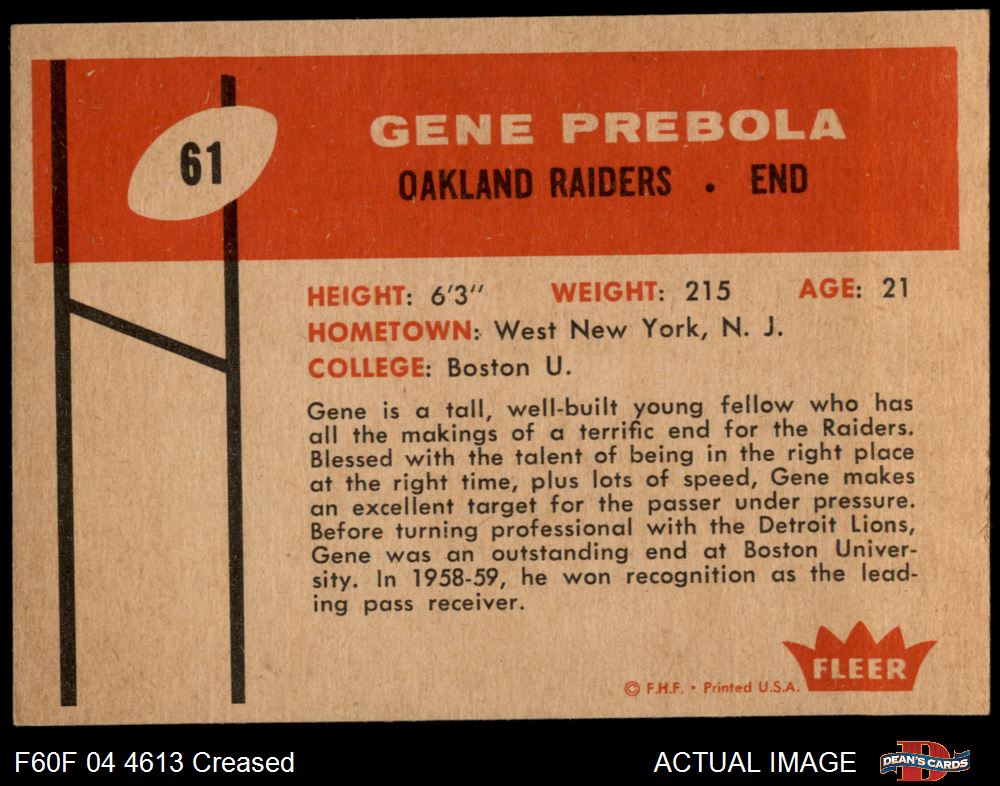 61
GENE PREBOLA
OAKLAND RAIDERS . END
HEIGHT: 6'3" WEIGHT: 215 AGE: 21
HOMETOWN: West New York, N. J.
COLLEGE: Boston U.
Gene is a tall, well-built young fellow who has
all the makings of a terrific end for the Raiders.
Blessed with the talent of being in the right place
at the right time, plus lots of speed, Gene makes
an excellent target for the passer under pressure.
Before turning professional with the Detroit Lions,
Gene was an outstanding end at Boston Univer-
sity. In 1958-59, he won recognition as the lead-
ing pass receiver.
FLEER
© F.H.F. • Printed U.S.A.
F60F 04 4613 Creased
ACTUAL IMAGE
D
DEAN'S CARDS